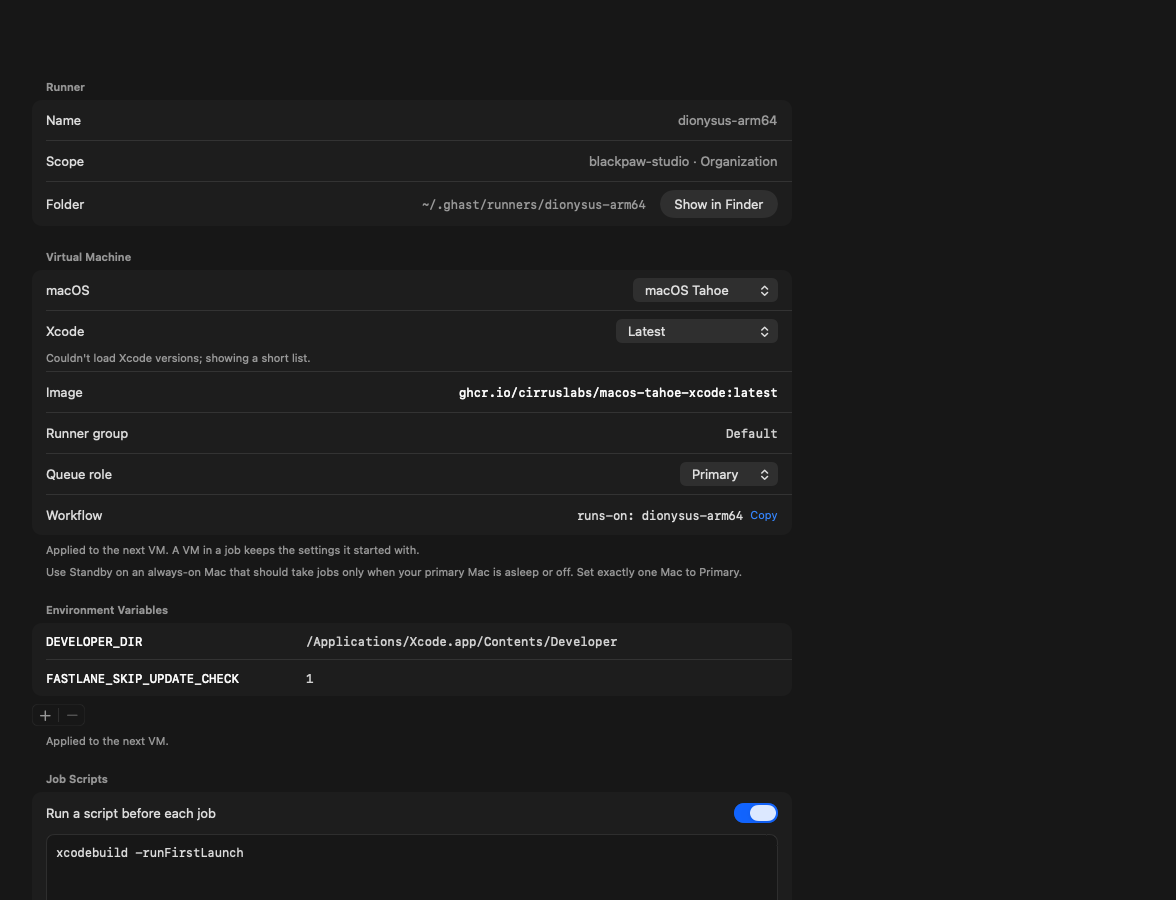 Runner
Name dionysus-arm64
Scope blackpaw-studio · Organization
Folder ~/.ghast/runners/dionysus-arm64 Show in Finder
Virtual Machine
macOS macOS Tahoe
Xcode Latest
Couldn't load Xcode versions; showing a short list.
Image ghcr.io/cirruslabs/macos-tahoe-xcode:latest
Runner group Default
Queue role Primary
Workflow runs-on: dionysus-arm64 Copy
Applied to the next VM. A VM in a job keeps the settings it started with.
Use Standby on an always-on Mac that should take jobs only when your primary Mac is asleep or off. Set exactly one Mac to Primary.
Environment Variables
DEVELOPER_DIR /Applications/Xcode.app/Contents/Developer
FASTLANE_SKIP_UPDATE_CHECK 1
Applied to the next VM.
Job Scripts
Run a script before each job
xcodebuild -runFirstLaunch